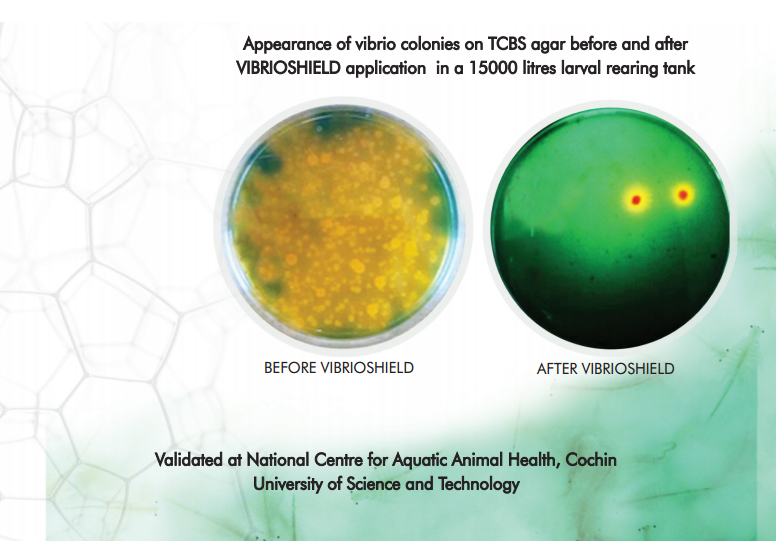 Appearance of vibrio colonies on TCBS agar before and after
VIBRIOSHIELD application in a 15000 litres larval rearing tank
BEFORE VIBRIOSHIELD
AFTER VIBRIOSHIELD
Validated at National Centre for Aquatic Animal Health, Cochin
University of Science and Technology